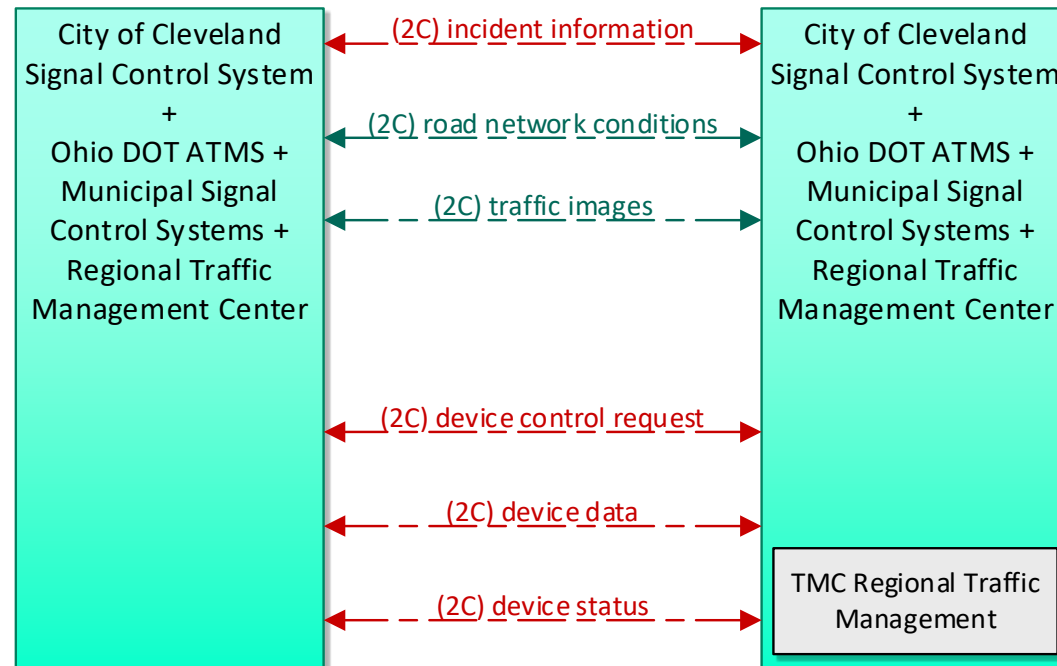 City of Cleveland
Signal Control System
+
Ohio DOT ATMS +
Municipal Signal
Control Systems +
Regional Traffic
Management Center
(2C) incident information
(2C) road network conditions
(2C) traffic images
(2C) device control request
(2C) device data
(2C) device status
City of Cleveland
Signal Control System
+
Ohio DOT ATMS +
Municipal Signal
Control Systems +
Regional Traffic
Management Center
TMC Regional Traffic
Management